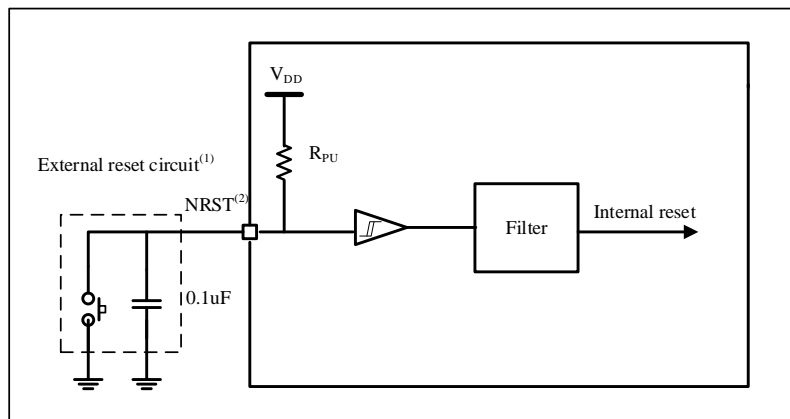 V_DD
R_PU
External reset circuit^(1)
NRST^(2)
Filter
Internal reset
0.1uF